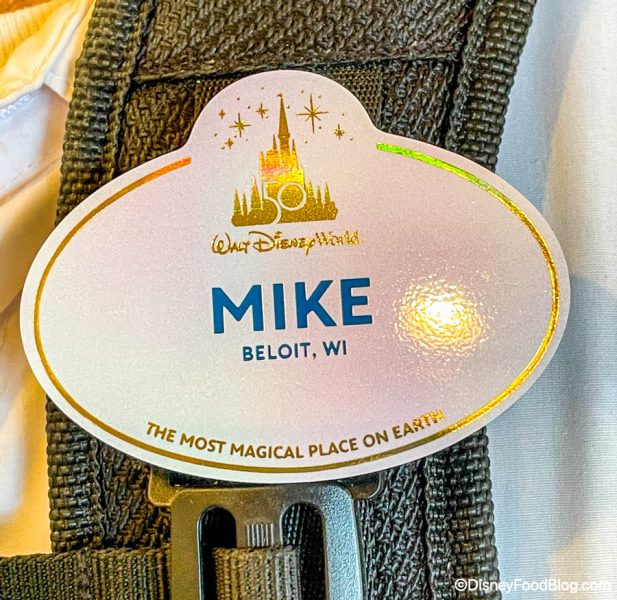 50
Walt Disney World
MIKE
BELOIT, WI
THE MOST MAGICAL PLACE ON EARTH!
©DisneyFoodBlog.com